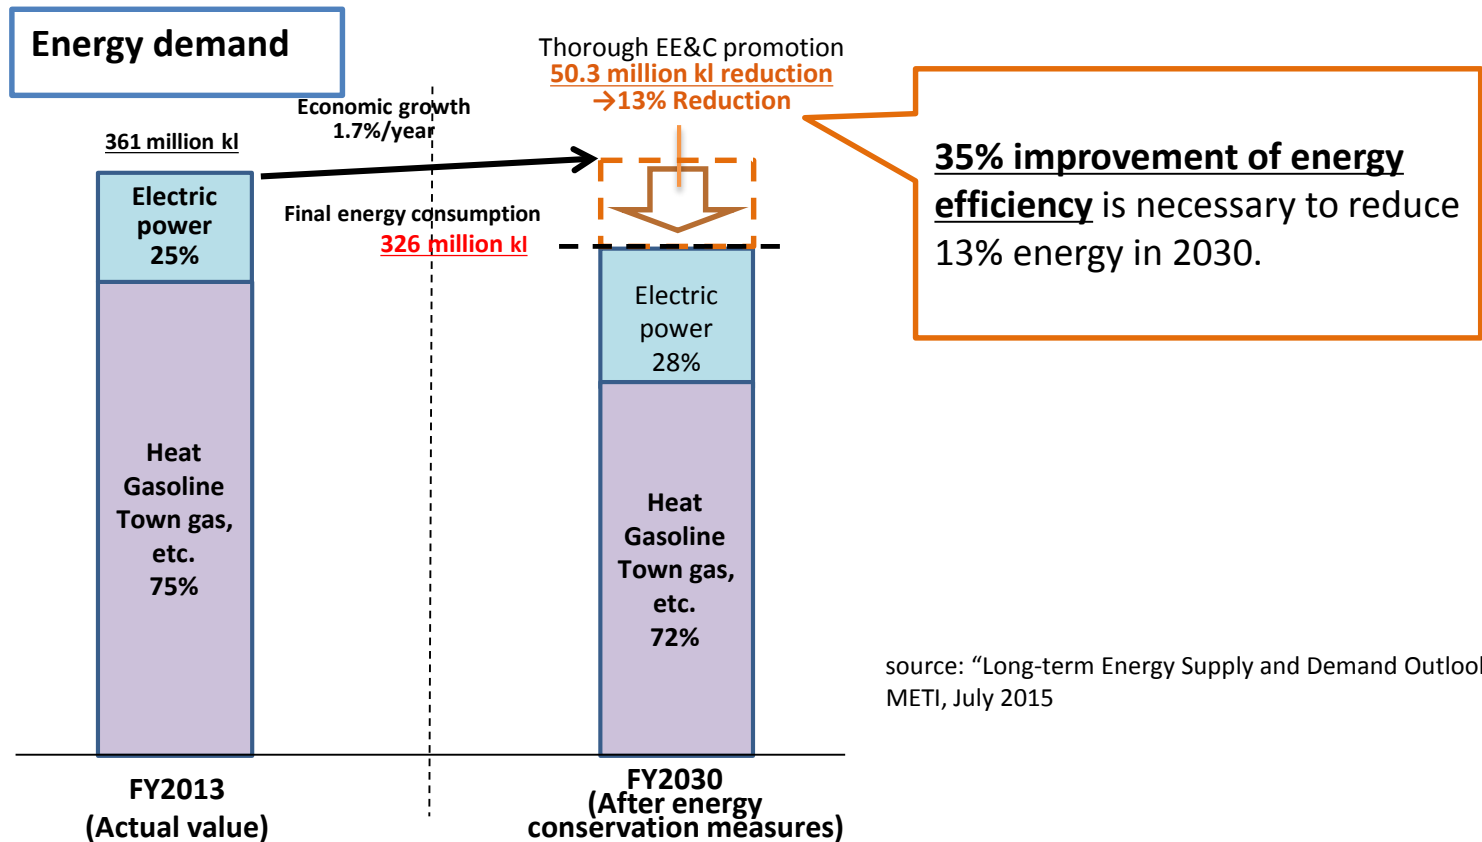 Energy demand
Thorough EE&C promotion
50.3 million kl reduction
→13% Reduction
Economic growth
1.7%/year
361 million kl
Electric
power
25%
Final energy consumption
326 million kl
35% improvement of energy
efficiency is necessary to reduce
13% energy in 2030.
Electric
power
28%
Heat
Gasoline
Town gas,
etc.
75%
Heat
Gasoline
Town gas,
etc.
72%
source: “Long-term Energy Supply and Demand Outlook
METI, July 2015
FY2013
(Actual value)
FY2030
(After energy
conservation measures)